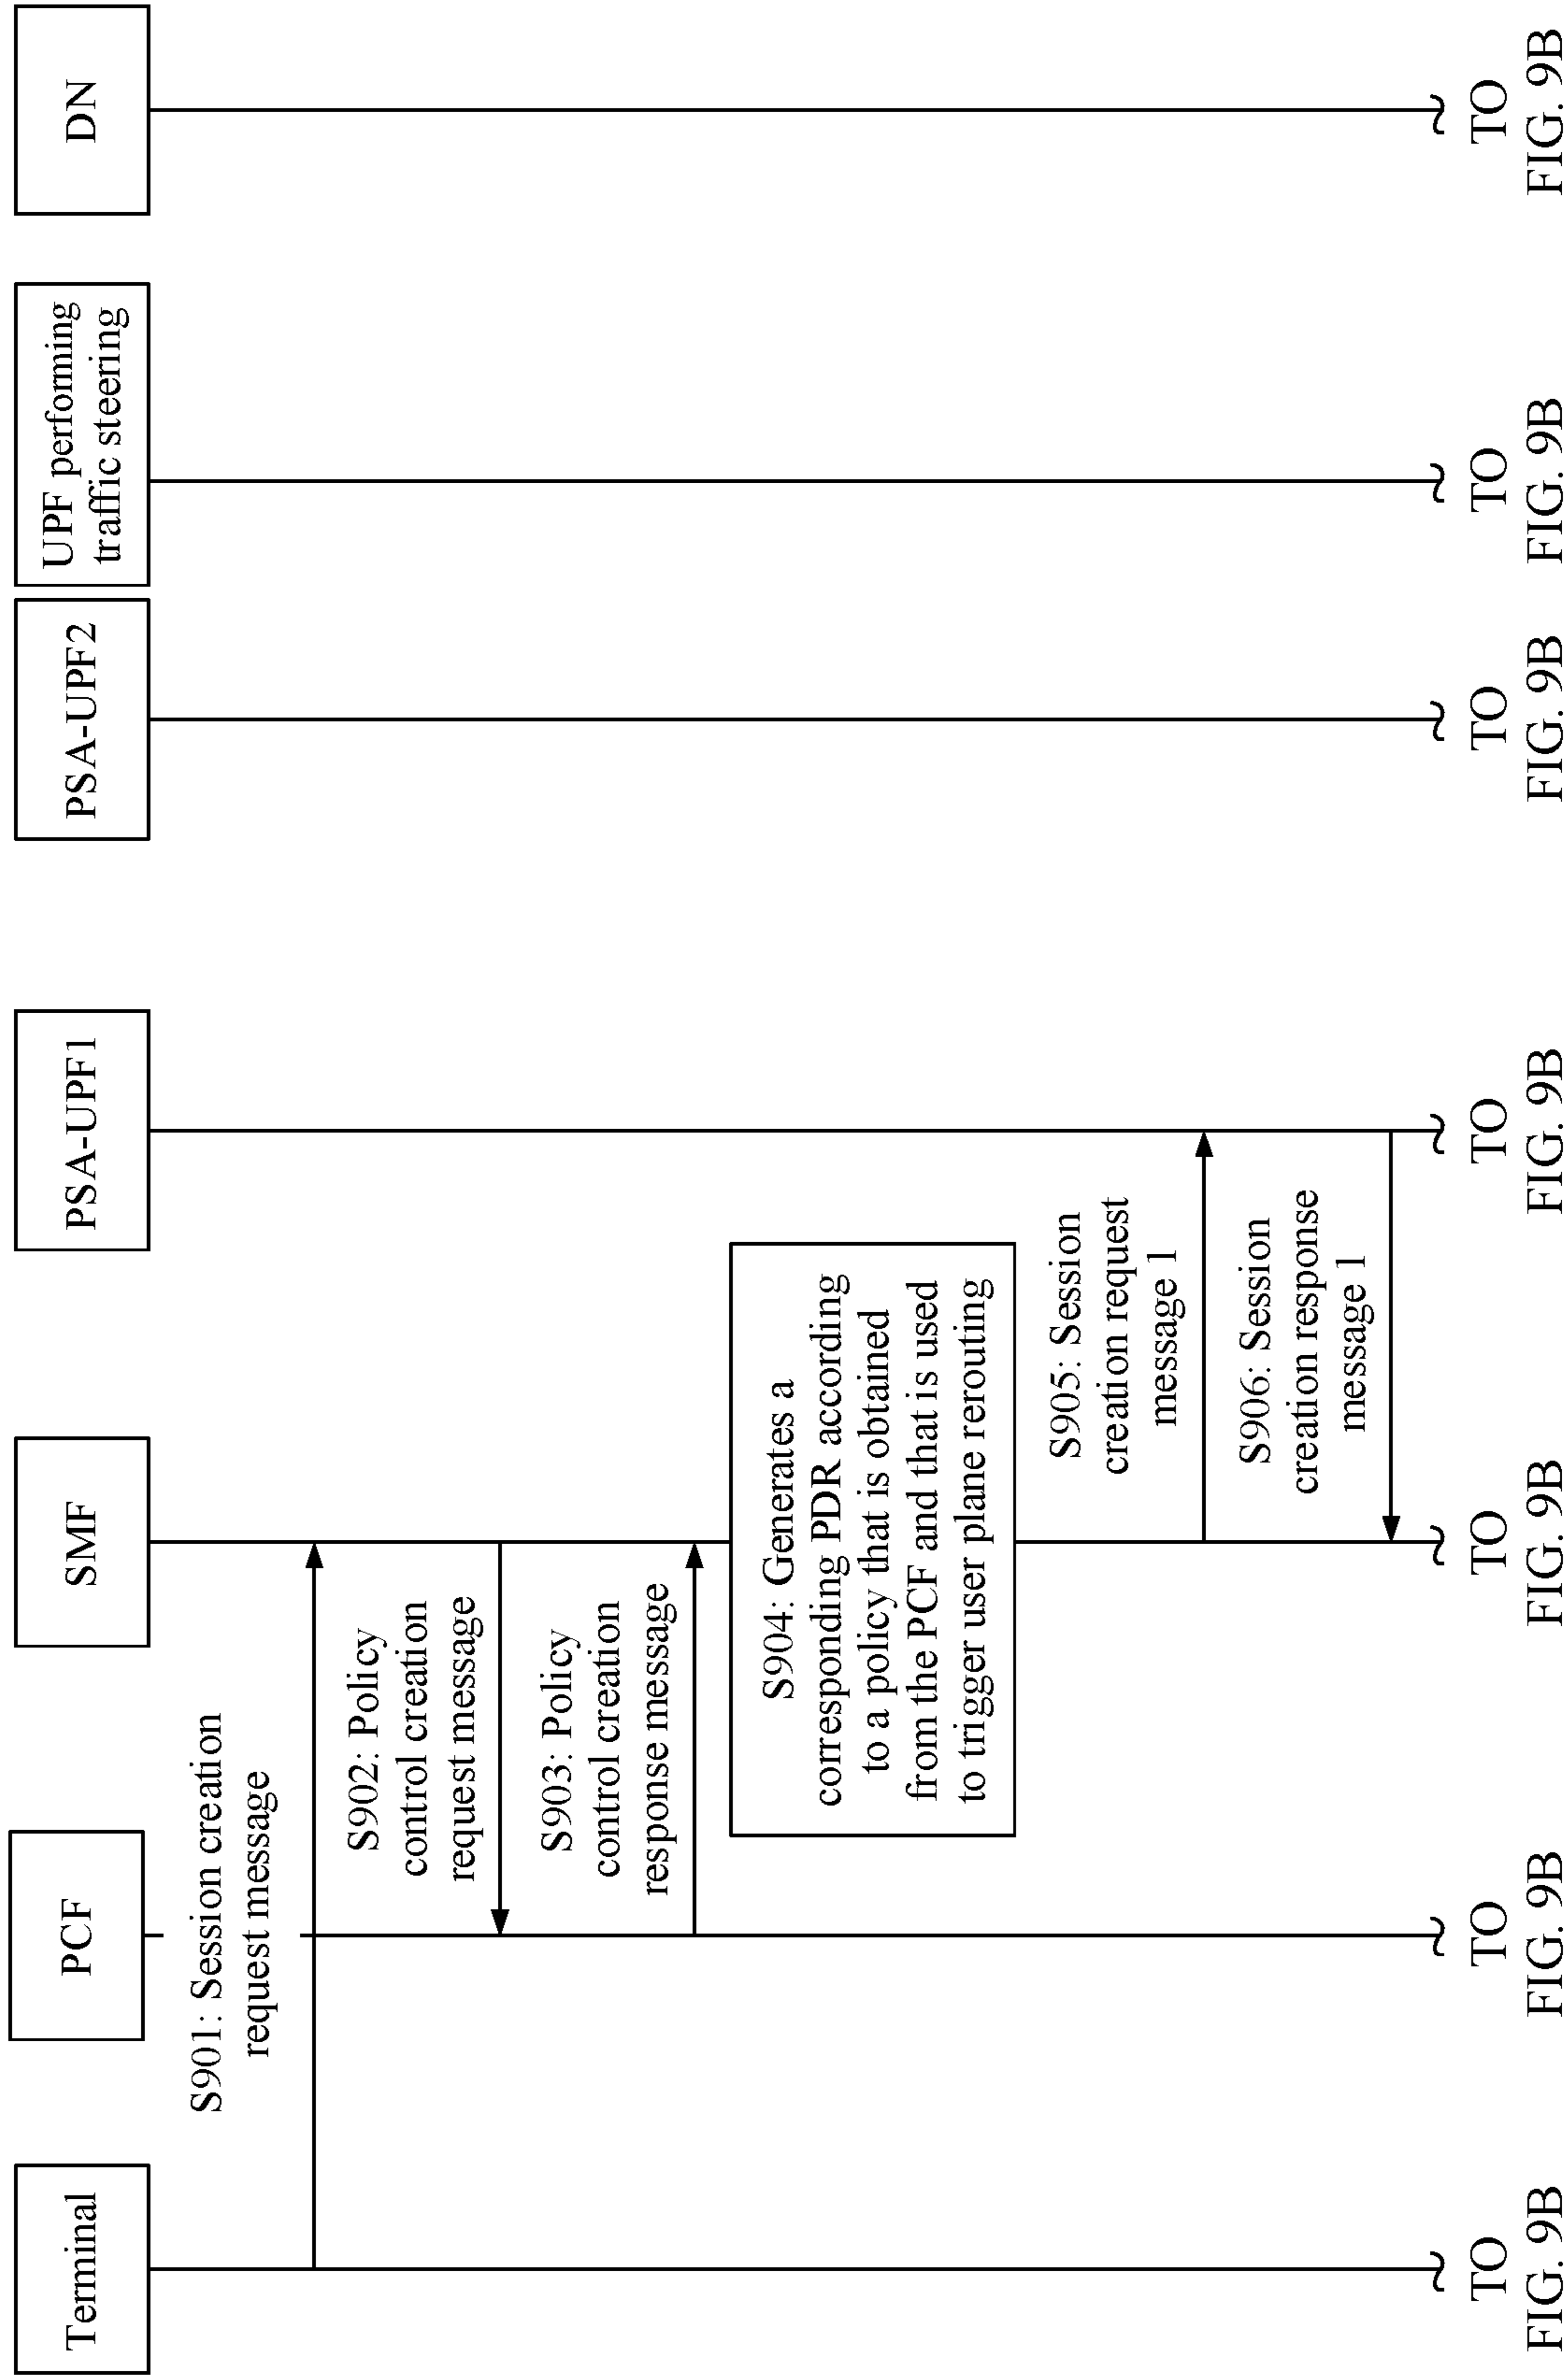 Terminal
PCF
SMF
PSA-UPF1
PSA-UPF2
UPF performing
traffic steering
DN
S901: Session creation
request message
S902: Policy
control creation
request message
S903: Policy
control creation
response message
S904: Generates a
corresponding PDR according
to a policy that is obtained
from the PCF and that is used
to trigger user plane rerouting
S905: Session
creation request
message 1
S906: Session
creation response
message 1
TO
FIG. 9B
TO
FIG. 9B
TO
FIG. 9B
TO
FIG. 9B
TO
FIG. 9B
TO
FIG. 9B
TO
FIG. 9B